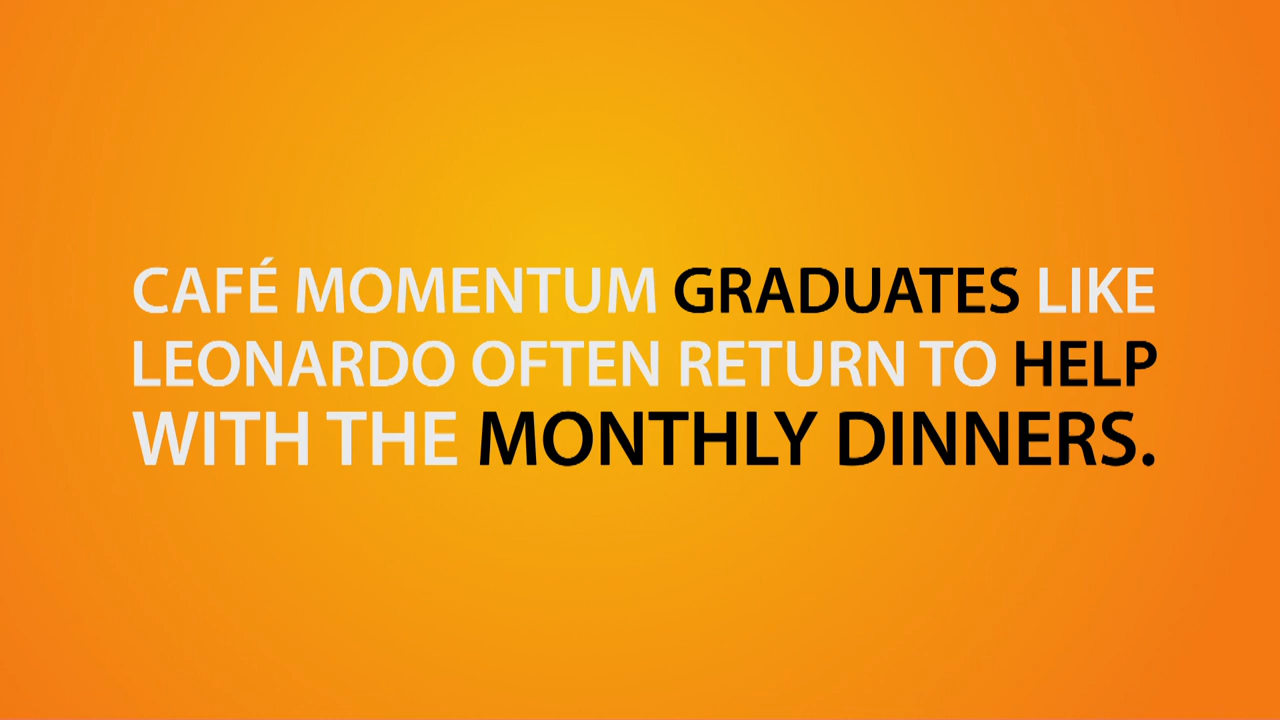 CAFÉ MOMENTUM GRADUATES LIKE
LEONARDO OFTEN RETURN TO HELP
WITH THE MONTHLY DINNERS.